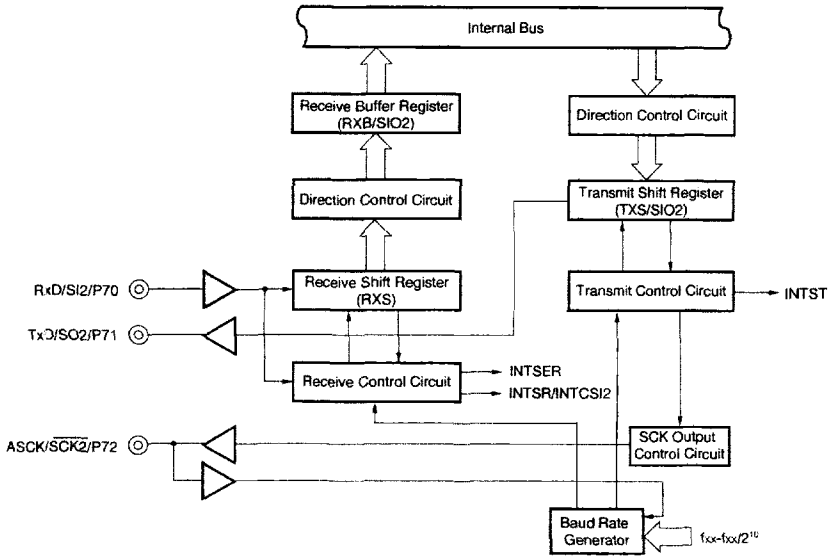 Internal Bus
Receive Buffer Register
(RXB/SIO2)
Direction Control Circuit
Direction Control Circuit
Transmit Shift Register
(TXS/SIO2)
RxD/SI2/P70
Receive Shift Register
(RXS)
Transmit Control Circuit
INTST
TxD/SO2/P71
Receive Control Circuit
INTSER
INTSR/INTCSI2
ASCK/SCK2/P72
SCK Output
Control Circuit
Baud Rate
Generator
fxx-fxx/2¹⁰